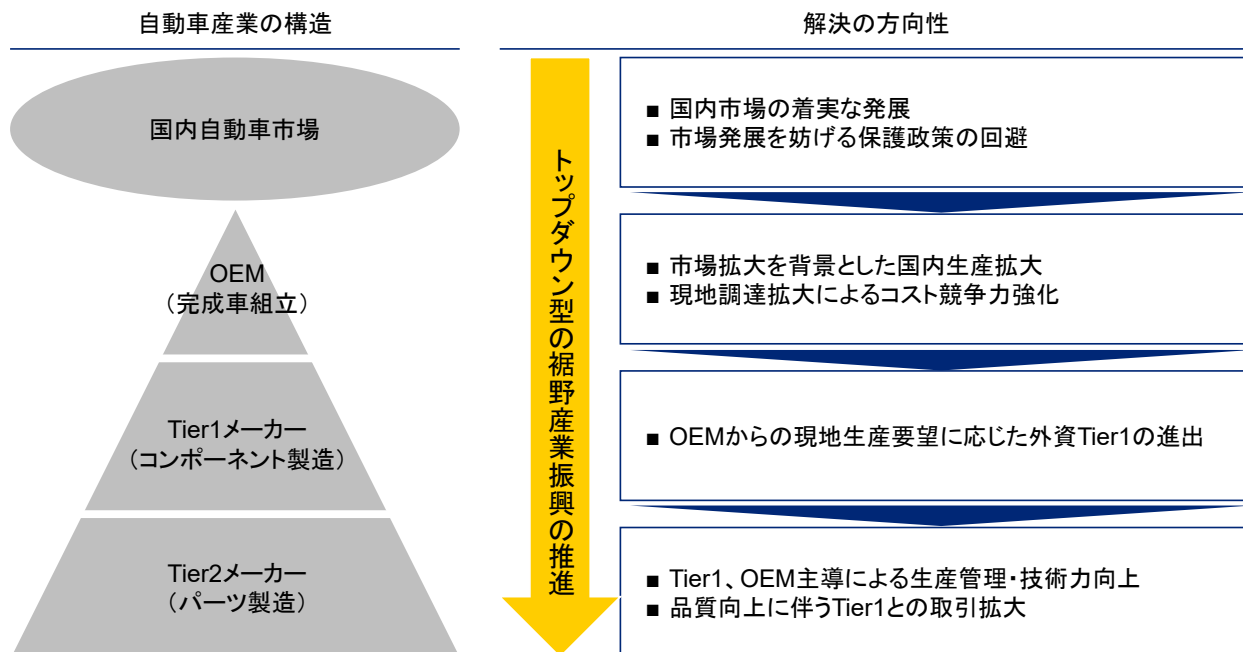 自動車産業の構造
解決の方向性
国内自動車市場
OEM
（完成車組立）
Tier1メーカー
（コンポーネント製造）
Tier2メーカー
（パーツ製造）
トップダウン型の裾野産業振興の推進
■ 国内市場の着実な発展
■ 市場発展を妨げる保護政策の回避
■ 市場拡大を背景とした国内生産拡大
■ 現地調達拡大によるコスト競争力強化
■ OEMからの現地生産要望に応じた外資Tier1の進出
■ Tier1、OEM主導による生産管理・技術力向上
■ 品質向上に伴うTier1との取引拡大